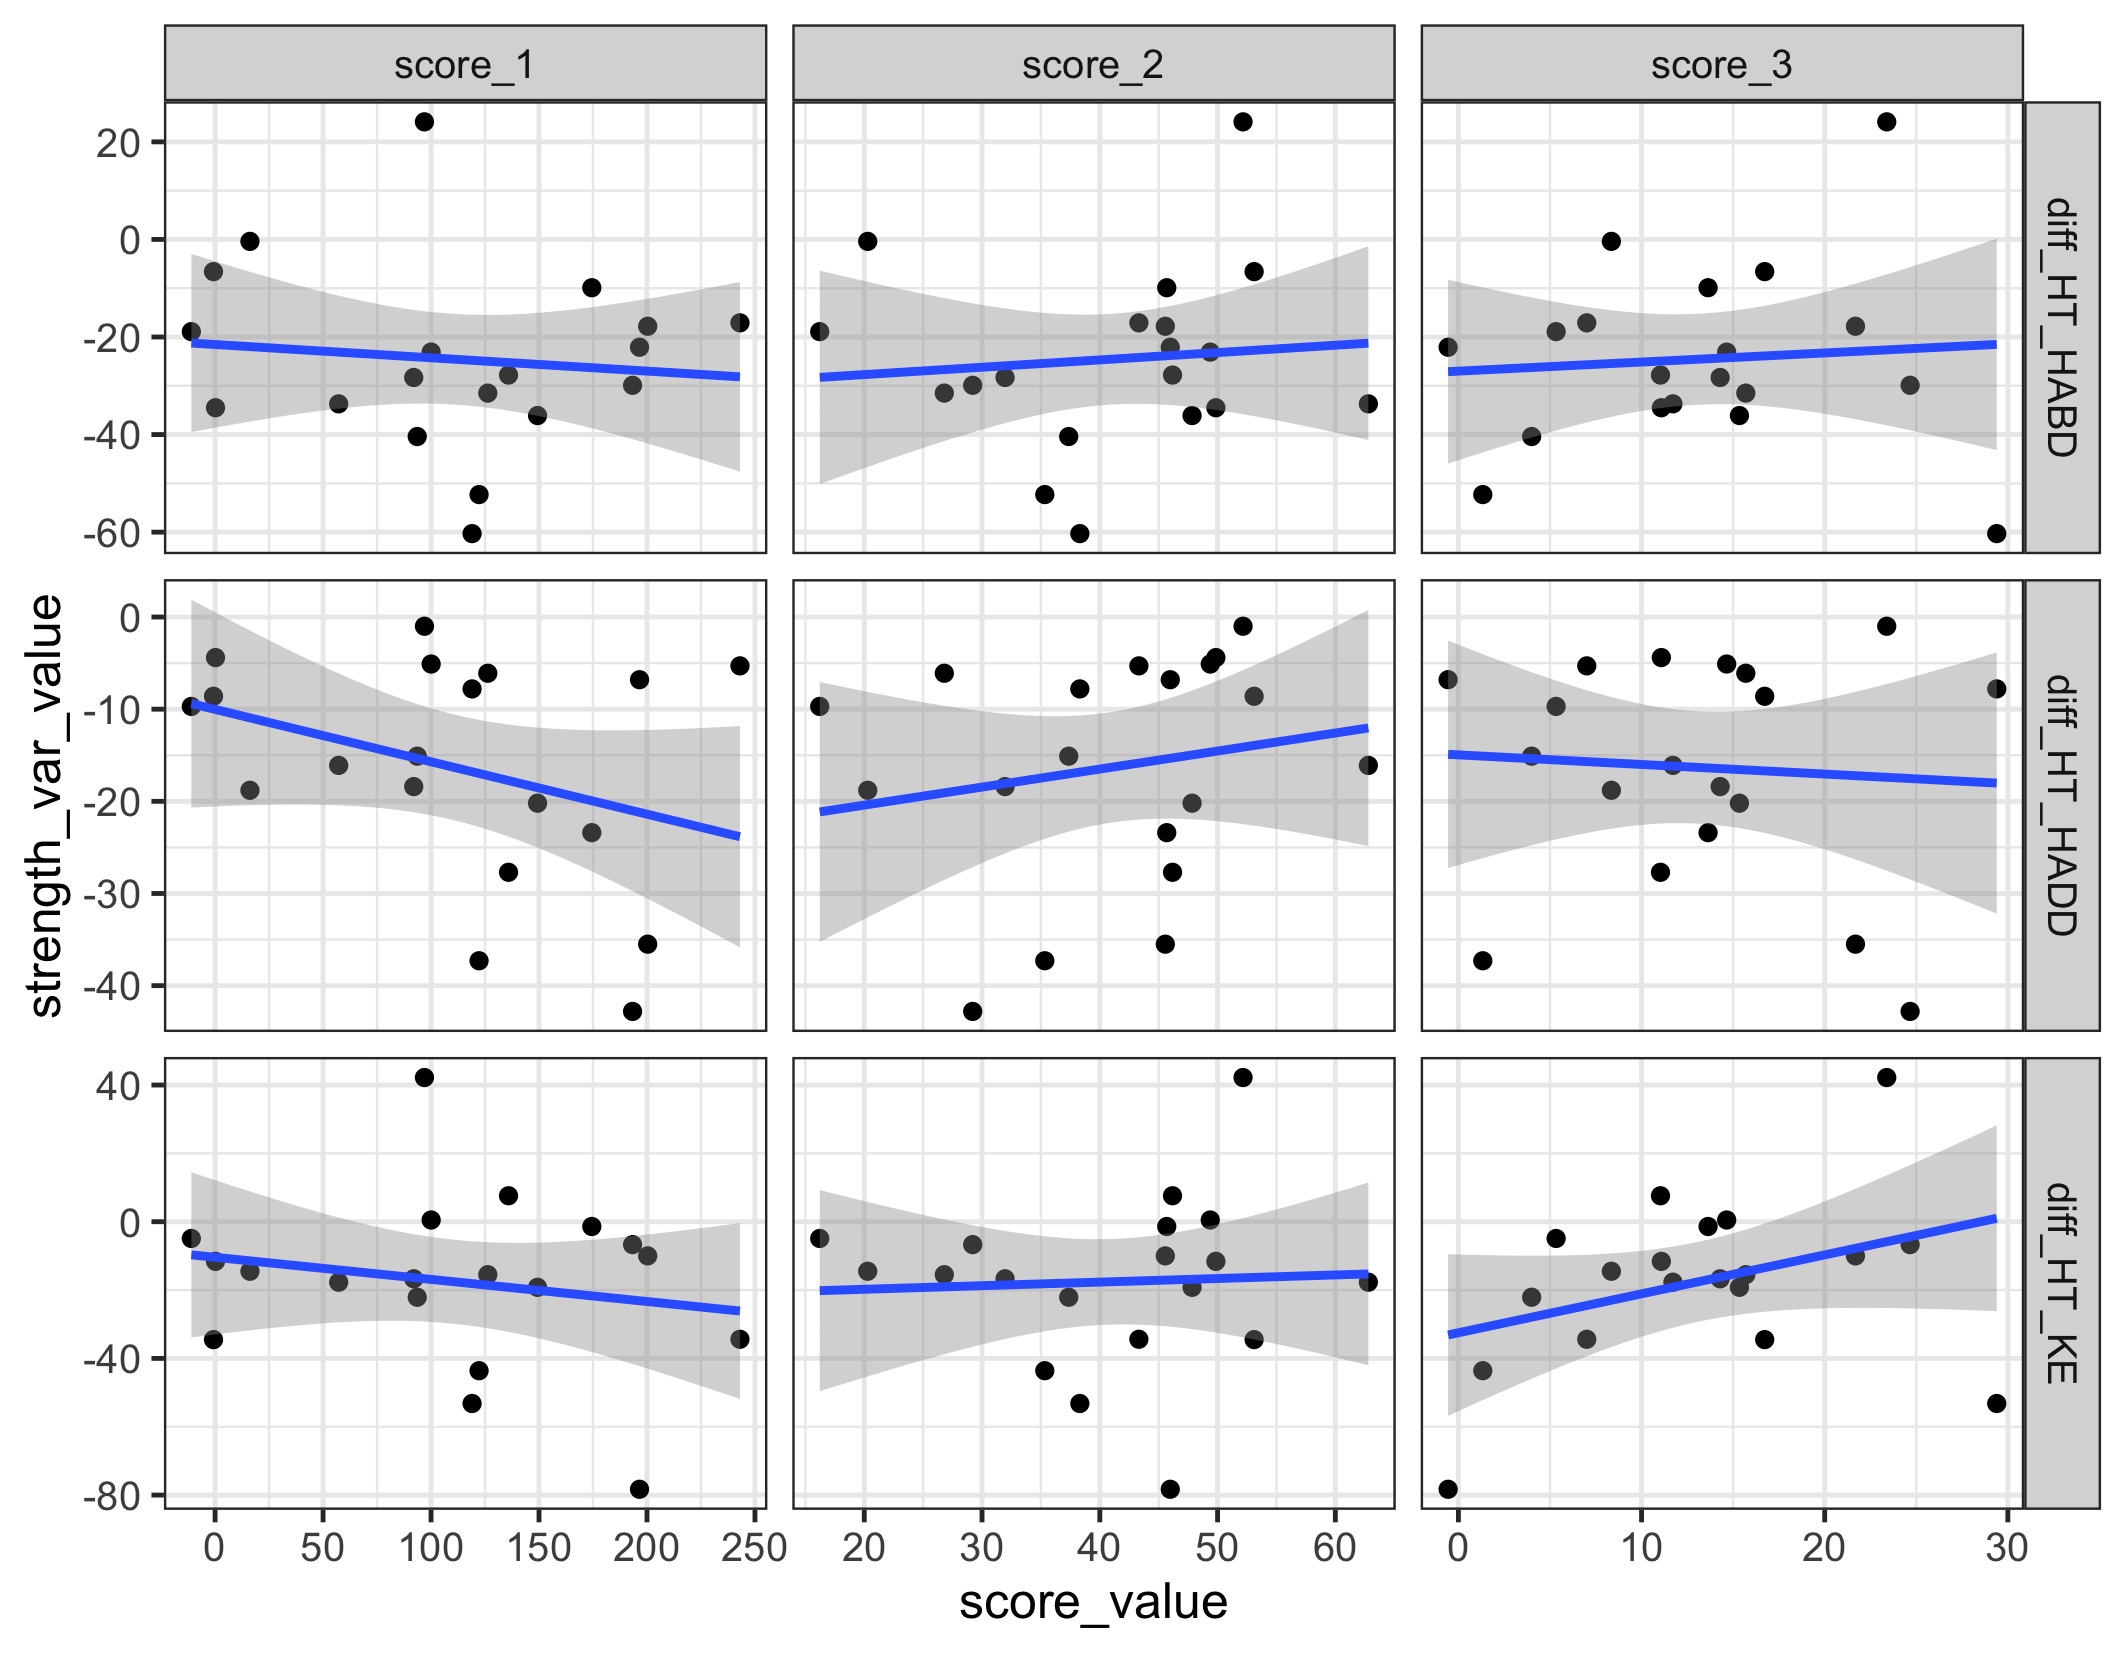 score_1 score_2 score_3
20
0
-20
-40
-60
diff_HT_HABD
0
-10
-20
-30
-40
diff_HT_HADD
40
0
-40
-80
diff_HT_KE
strength_var_value
0 50 100 150 200 250 20 30 40 50 60 0 10 20 30
score_value